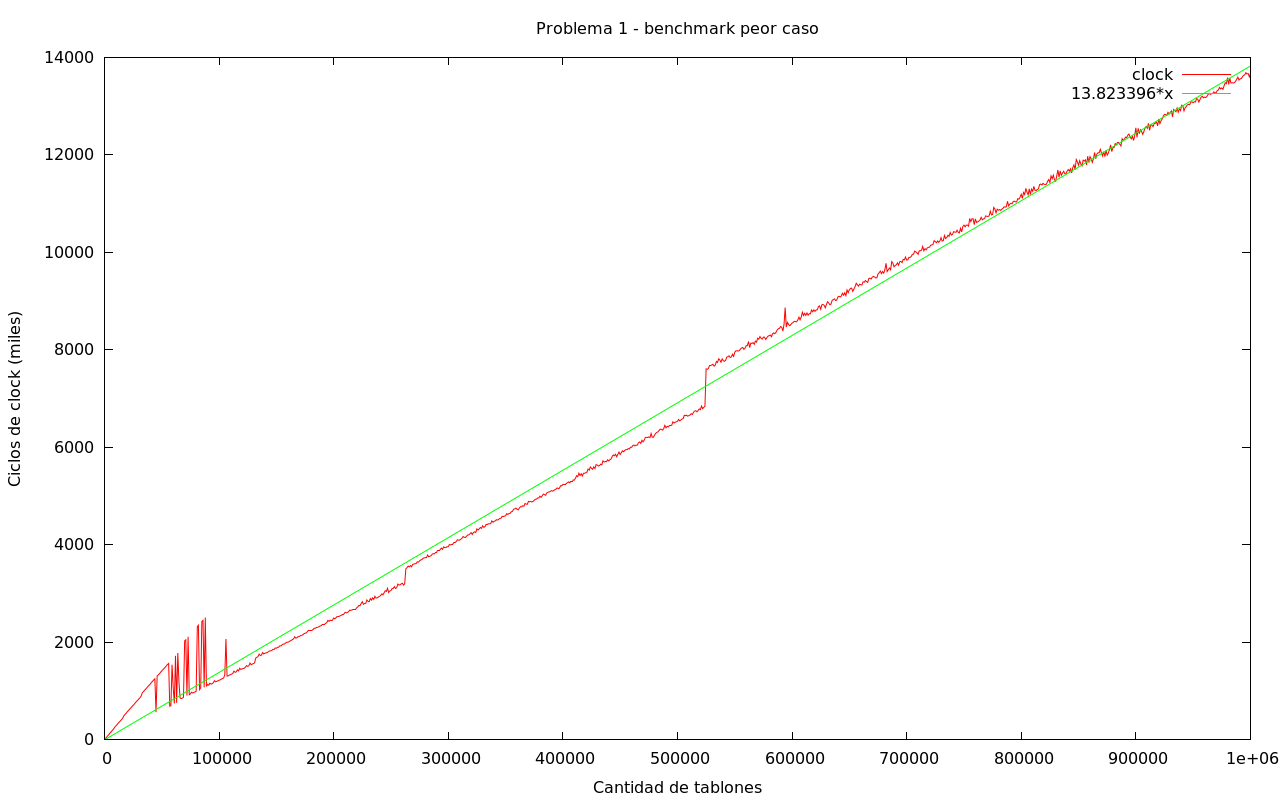 Problema 1 - benchmark peor caso
14000
12000
10000
8000
6000
4000
2000
0
Ciclos de clock (miles)
clock
13.823396*x
0 100000 200000 300000 400000 500000 600000 700000 800000 900000 1e+06
Cantidad de tablones